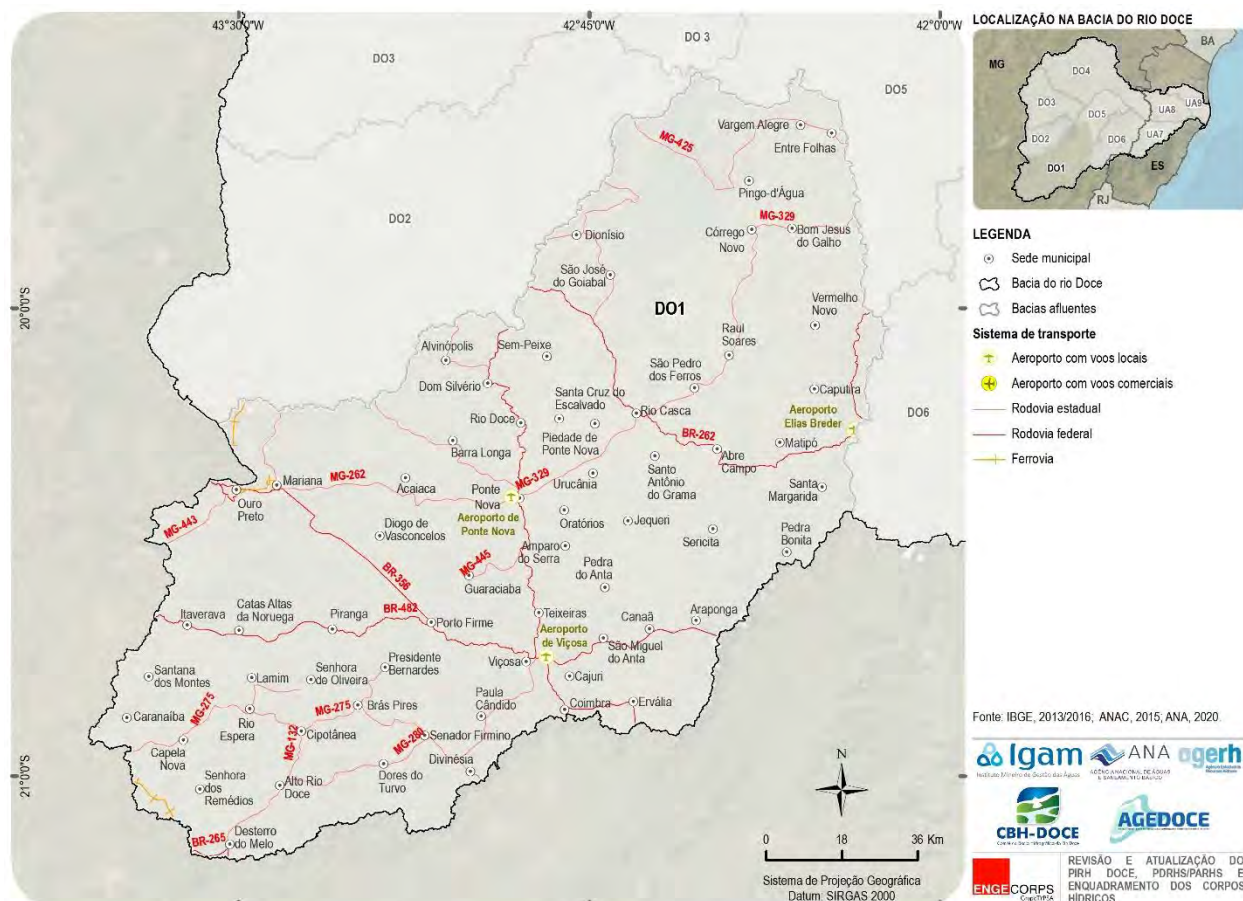 43°30'0"W
42°45'0"W
42°0'0"W
DO3
DO 3
DO5
DO2
DO6
DO1
20°0'0"S
21°0'0"S
MG-425
Vargem Alegre
Entre Folhas
Pingo-d'Água
MG-329
Dionísio
Córrego
Novo
Bom Jesus
do Galho
São José
do Goiabal
Vermelho
Novo
Alvinópolis
Sem-Peixe
Raul
Soares
São Pedro
dos Ferros
Dom Silvério
Santa Cruz do
Escalvado
Caputira
Rio Doce
Rio Casca
Aeroporto
Elias Breder
Piedade de
Ponte Nova
BR-262
Matipó
Barra Longa
Abre
Campo
Mariana
MG-262
Acaiaca
Ponte
Nova
MG-329
Urucânia
Santo
Antônio
do Grama
Santa
Margarida
Ouro
Preto
MG-443
Aeroporto de
Ponte Nova
Oratórios
Jequeri
Diogo de
Vasconcelos
Sericita
Pedra
Bonita
Amparo
do Serra
MG-445
Guaraciaba
Pedra
do Anta
BR-356
BR-482
Itaverava
Catas Altas
da Noruega
Piranga
Porto Firme
Teixeiras
Canaã
Araponga
Aeroporto
de Viçosa
São Miguel
do Anta
Viçosa
Cajuri
Santana
dos Montes
Lamim
Senhora
de Oliveira
Presidente
Bernardes
Paula
Cândido
Coimbra
Ervália
Caranaíba
MG-275
Rio
Espera
MG-275
Brás Pires
Capela
Nova
MG-132
Cipotânea
MG-280
Senador Firmino
Divinésia
Senhora
dos
Remédios
Alto Rio
Doce
Dores do
Turvo
BR-265
Desterro
do Melo
N
0 18 36 Km
Sistema de Projeção Geográfica
Datum: SIRGAS 2000
LOCALIZAÇÃO NA BACIA DO RIO DOCE
MG
BA
DO4
DO3
DO5
UA8
UA9
DO2
DO6
UA7
DO1
ES
RJ
LEGENDA
Sede municipal
Bacia do rio Doce
Bacias afluentes
Sistema de transporte
Aeroporto com voos locais
Aeroporto com voos comerciais
Rodovia estadual
Rodovia federal
Ferrovia
Fonte: IBGE, 2013/2016; ANAC, 2015; ANA, 2020.
Igam
Instituto Mineiro de Gestão das Águas
ANA
AGÊNCIA NACIONAL DE ÁGUAS
E SANEAMENTO BÁSICO
agerh
CBH-DOCE
AGEDOCE
ENGECORPS
REVISÃO E ATUALIZAÇÃO DO
PIRH DOCE, PDRHS/PARHS E
ENQUADRAMENTO DOS CORPOS
HÍDRICOS